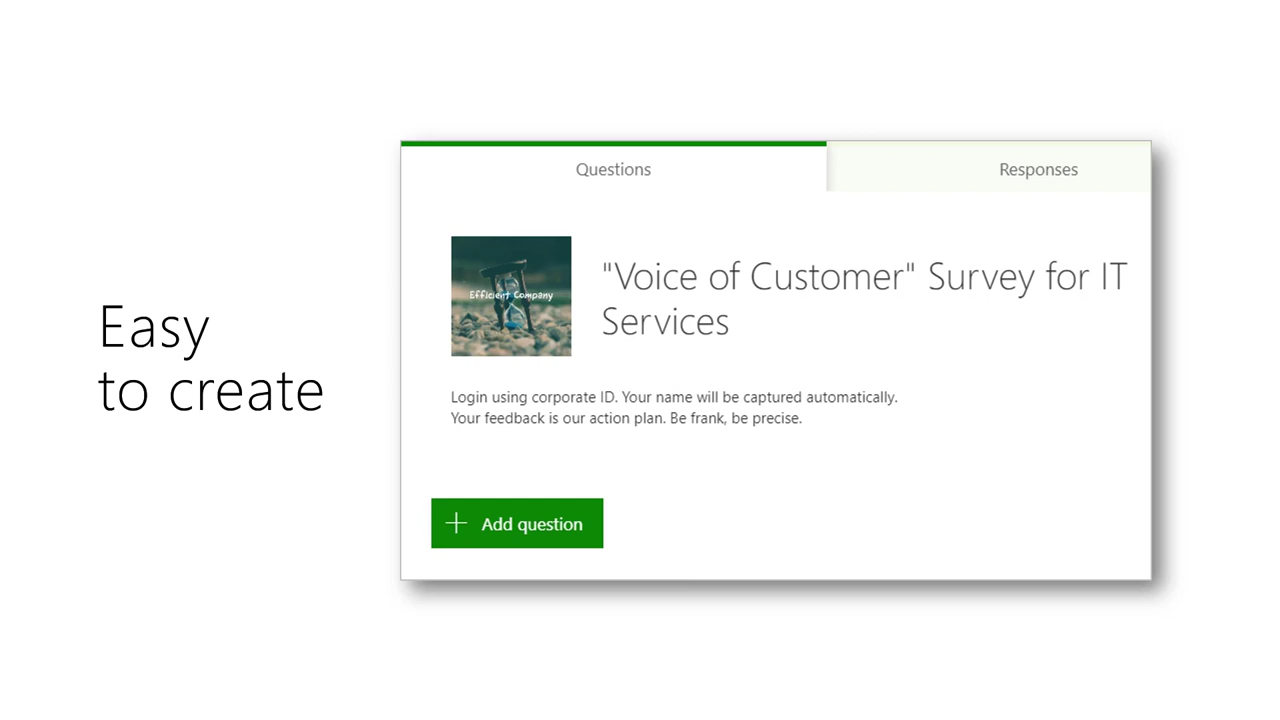 Easy
to create
Questions
Responses
Efficient Company
"Voice of Customer" Survey for IT
Services
Login using corporate ID. Your name will be captured automatically.
Your feedback is our action plan. Be frank, be precise.
Add question